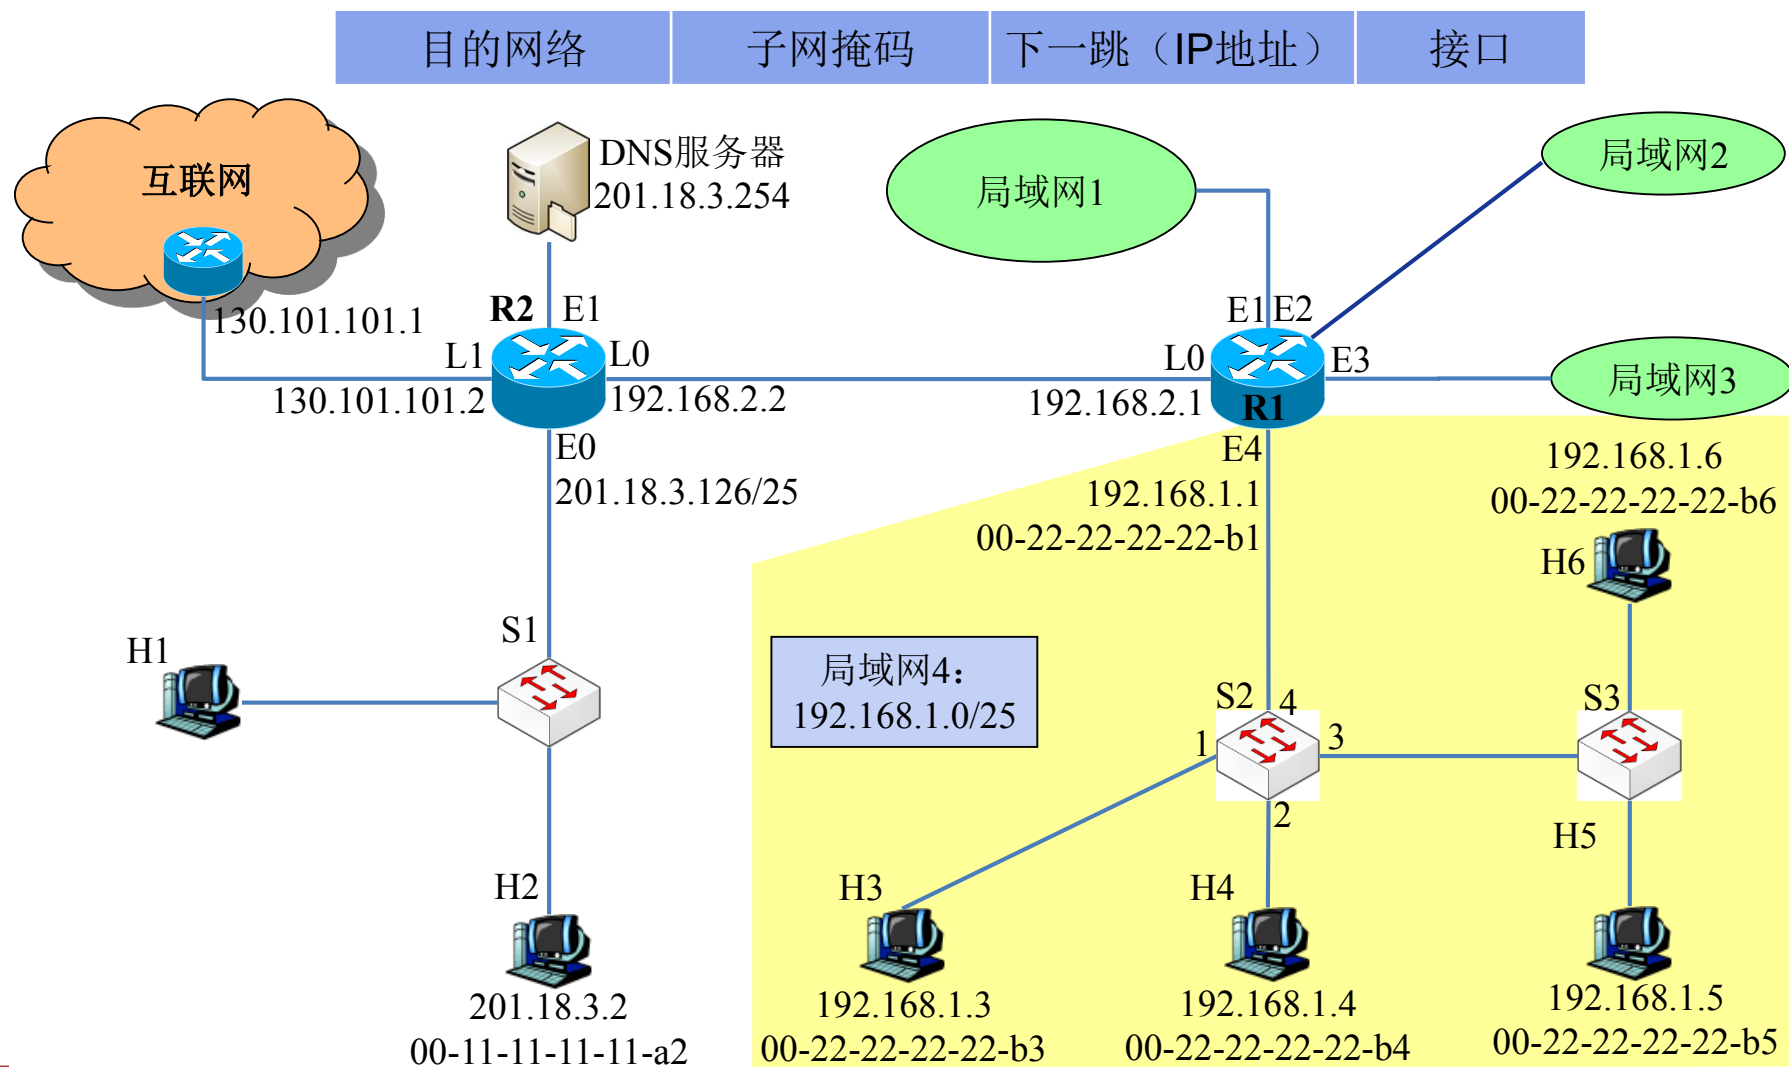 目的网络 子网掩码 下一跳（IP地址） 接口
互联网
130.101.101.1
DNS服务器
201.18.3.254
局域网1
局域网2
局域网3
R2 E1
L1
L0
130.101.101.2
192.168.2.2
E0
201.18.3.126/25
E1 E2
L0
E3
192.168.2.1
R1
E4
192.168.1.1
00-22-22-22-22-b1
192.168.1.6
00-22-22-22-22-b6
H6
S1
H1
局域网4：
192.168.1.0/25
S2
4
1
3
2
S3
H5
H2
201.18.3.2
00-11-11-11-11-a2
H3
192.168.1.3
00-22-22-22-22-b3
H4
192.168.1.4
00-22-22-22-22-b4
192.168.1.5
00-22-22-22-22-b5